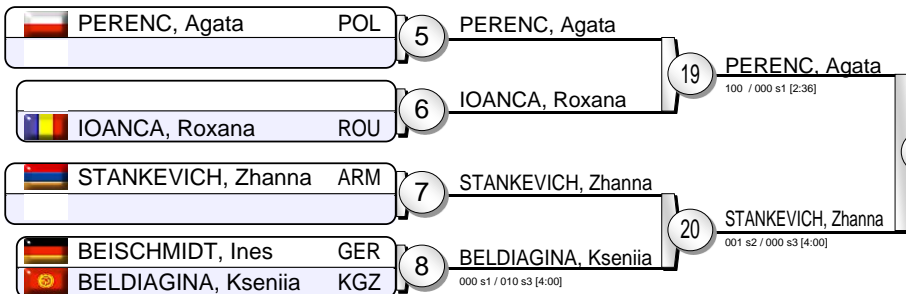 PERENC, Agata POL
5
PERENC, Agata
19
PERENC, Agata
100 / 000 s1 [2:36]
6
IOANCA, Roxana
IOANCA, Roxana ROU
STANKEVICH, Zhanna ARM
7
STANKEVICH, Zhanna
20
STANKEVICH, Zhanna
001 s2 / 000 s3 [4:00]
BEISCHMIDT, Ines GER
8
BELDIAGINA, Kseniia
000 s1 / 010 s3 [4:00]
BELDIAGINA, Kseniia KGZ